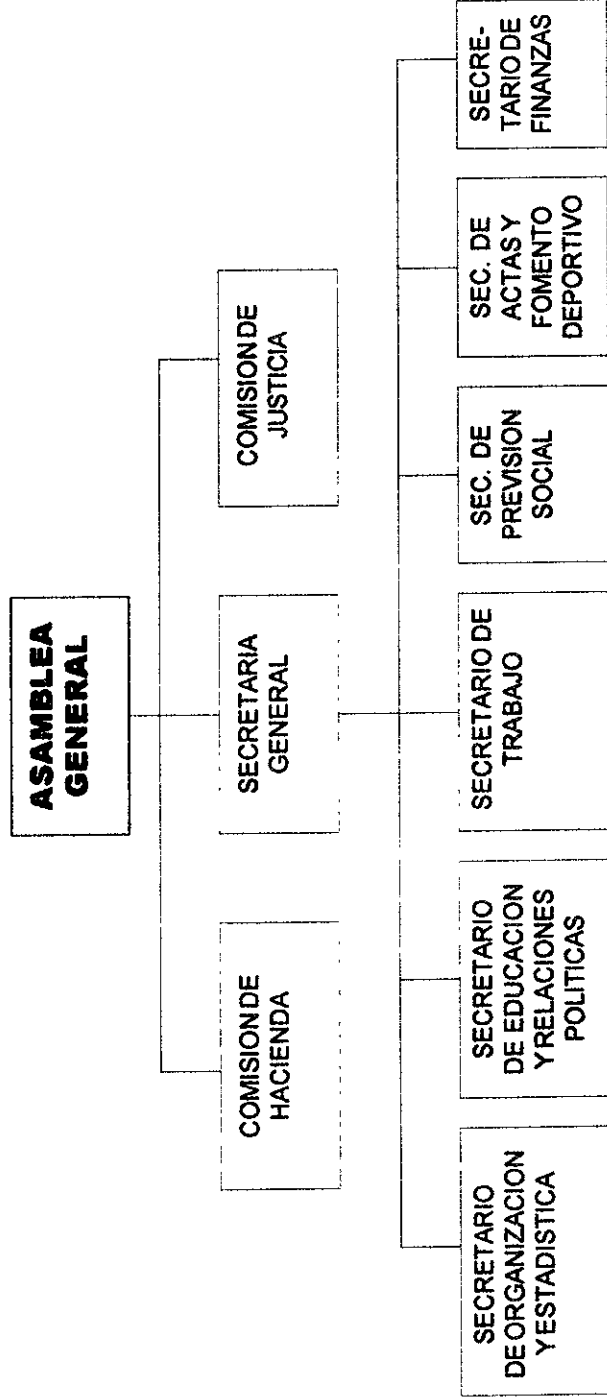 ASAMBLEA
GENERAL
COMISION DE
HACIENDA
SECRETARIA
GENERAL
COMISION DE
JUSTICIA
SECRETARIO
DE ORGANIZACION
Y ESTADISTICA
SECRETARIO
DE EDUCACION
Y RELACIONES
POLITICAS
SECRETARIO DE
TRABAJO
SEC. DE
PREVISION
SOCIAL
SEC. DE
ACTAS Y
FOMENTO
DEPORTIVO
SECRE-
TARIO DE
FINANZAS